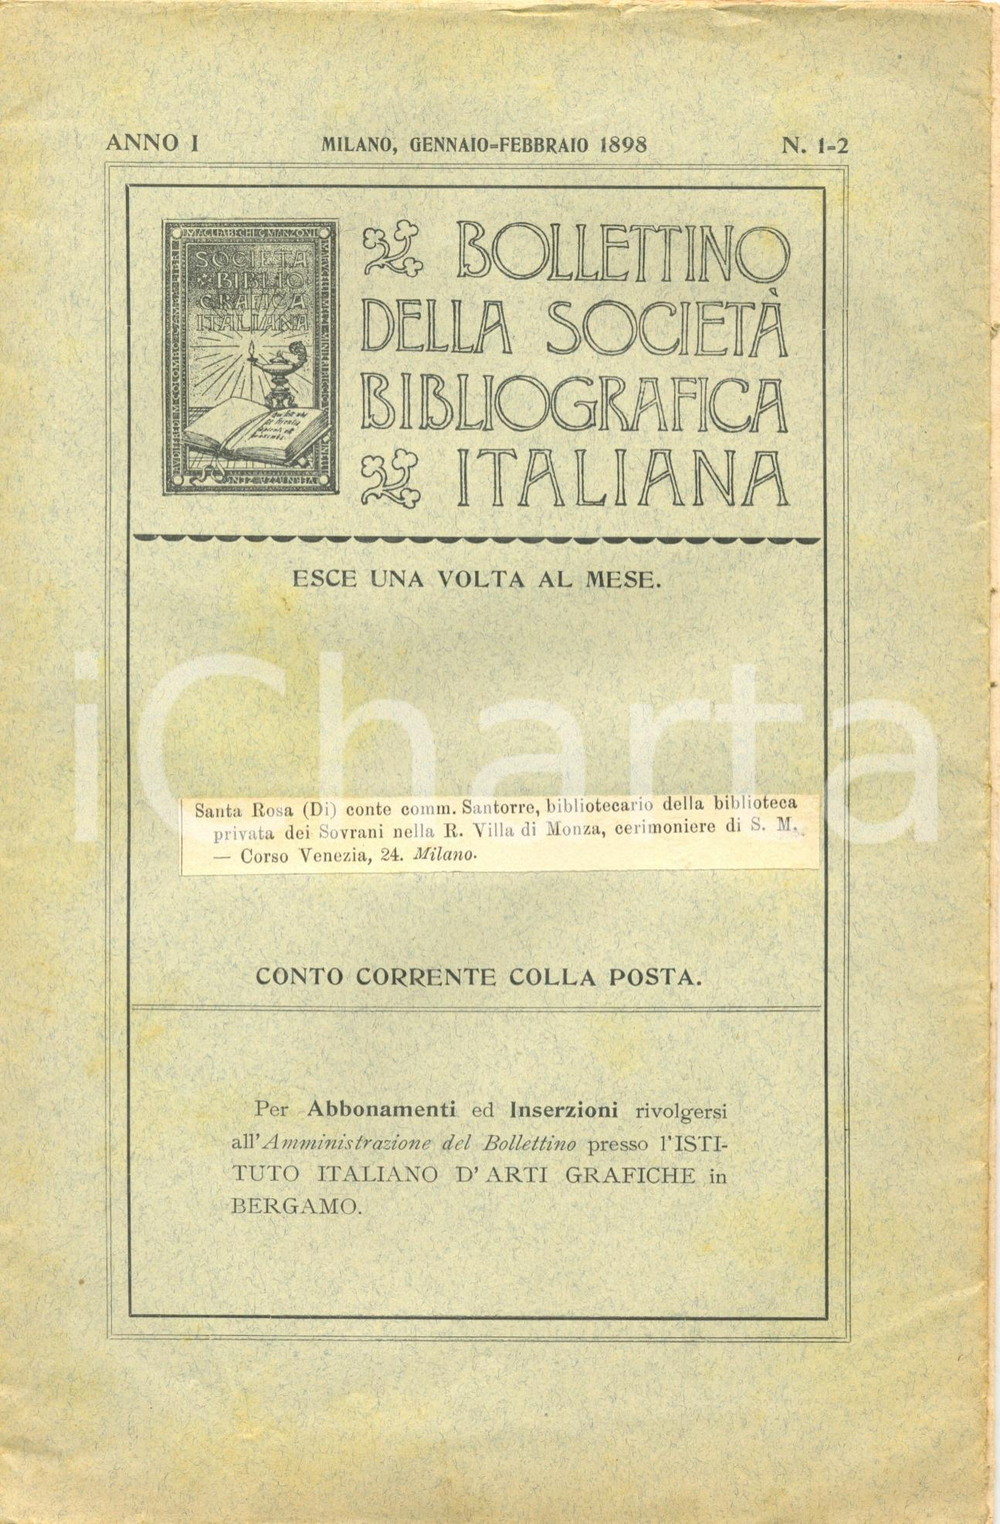 ANNO I
MILANO, GENNAIO=FEBBRAIO 1898
N. 1-2
SOCIETÀ
BIBLIO
GRAFICA
ITALIANA
BOLLETTINO
DELLA SOCIETÀ
BIBLIOGRAFICA
ITALIANA
ESCE UNA VOLTA AL MESE.
iCharta
Santa Rosa (Di) conte comm. Santorre, bibliotecario della biblioteca
privata dei Sovrani nella R. Villa di Monza, cerimoniere di S. M.
— Corso Venezia, 24. Milano.
CONTO CORRENTE COLLA POSTA.
Per Abbonamenti ed Inserzioni rivolgersi
all'Amministrazione del Bollettino presso l'ISTI-
TUTO ITALIANO D'ARTI GRAFICHE in
BERGAMO.